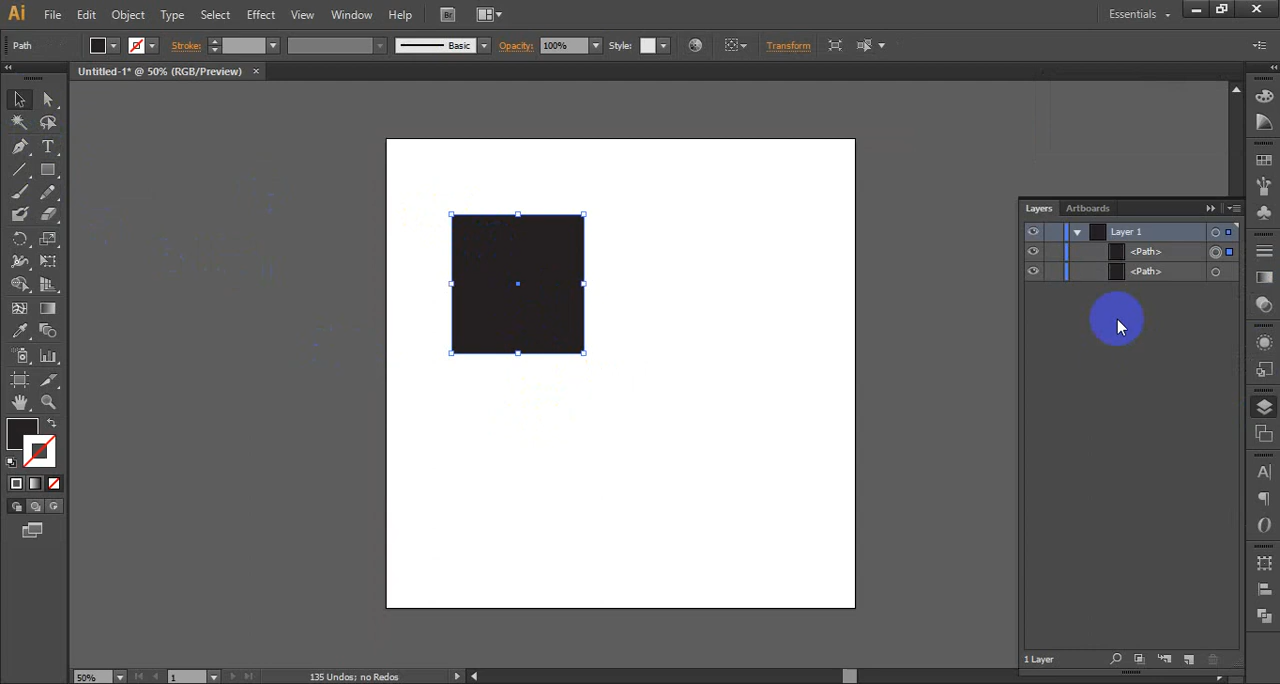 Ai File Edit Object Type Select Effect View Window Help Br Essentials
Path Stroke: Basic Opacity: 100% Style: Transform
Untitled-1* @ 50% (RGB/Preview) ×
Layers Artboards
Layer 1
<Path>
<Path>
1 Layer
50% 1 135 Undos; no Redos